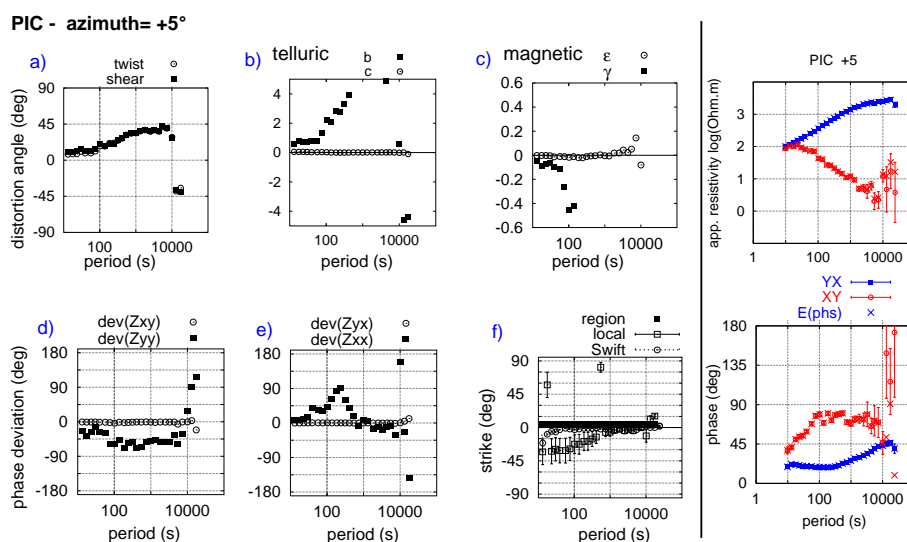 PIC - azimuth= +5°
a)
twist
shear
distortion angle (deg)
90
45
0
-45
-90
100
10000
period (s)
b)
telluric
b
c
4
2
0
-2
-4
100
10000
period (s)
c)
magnetic
ε
γ
0.6
0.4
0.2
0
-0.2
-0.4
-0.6
100
10000
period (s)
PIC +5
app. resistivity log(Ohm.m)
3
2
1
0
1
100
10000
d)
dev(Zxy)
dev(Zyy)
phase deviation (deg)
180
90
0
-90
-180
100
10000
period (s)
e)
dev(Zyx)
dev(Zxx)
180
90
0
-90
-180
100
10000
period (s)
f)
region
local
Swift
strike (deg)
90
45
0
-45
-90
100
10000
period (s)
YX
XY
E(phs)
phase (deg)
180
135
90
45
0
1
100
10000
period (s)